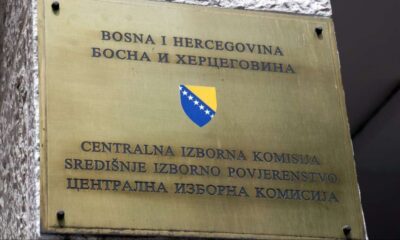 BOSNA I HERCEGOVINA
БОСНА И ХЕРЦЕГОВИНА
CENTRALNA IZBORNA KOMISIJA
SREDIŠNJE IZBORNO POVJERENSTVO
ЦЕНТРАЛНА ИЗБОРНА КОМИСИЈА